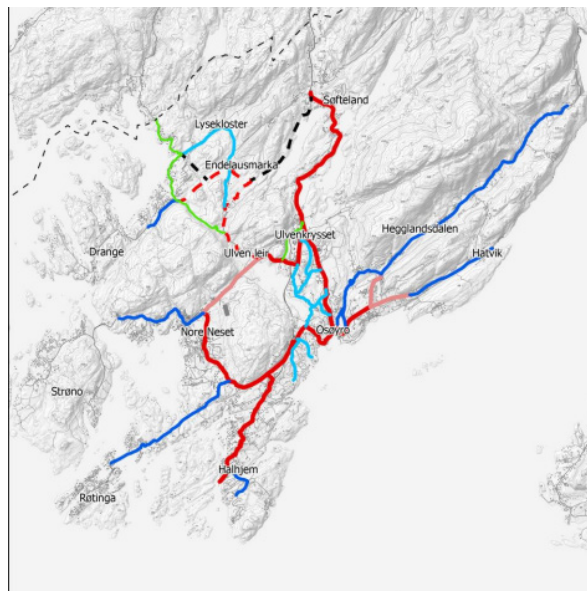 Søfteland
Lysekloster
Endelausmarka
Ulvenkrysset
Hegglandsdalen
Drange
Ulven leir
Hatvik
Nore Neset
Osøyro
Strøno
Halhjem
Røtinga